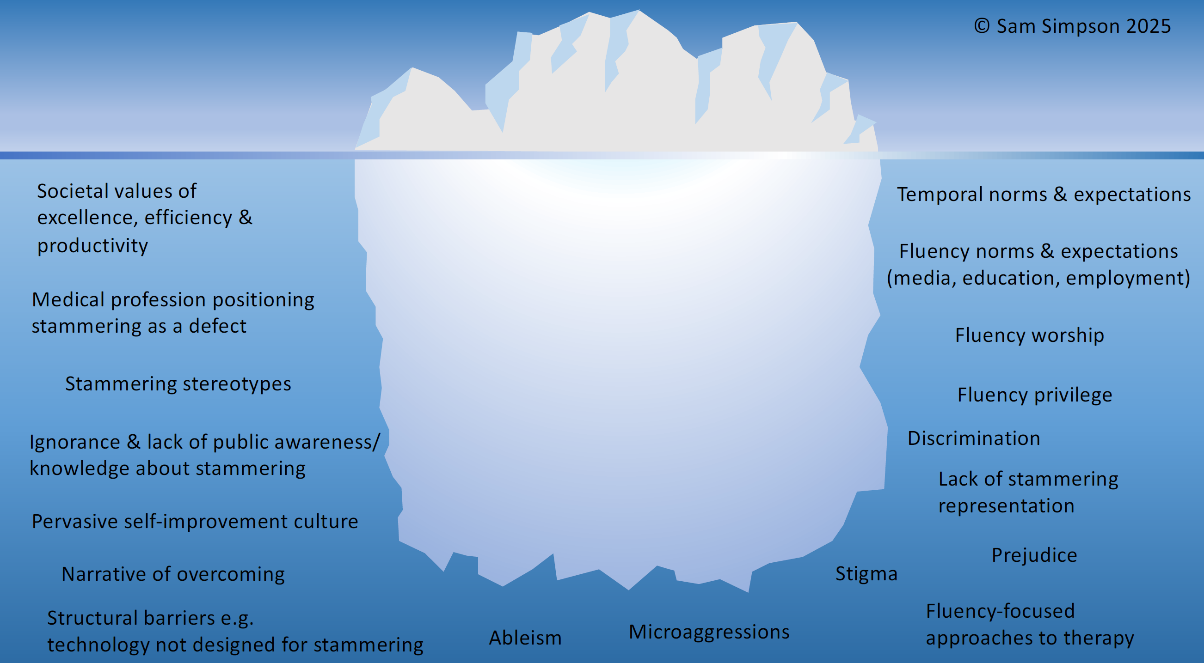 © Sam Simpson 2025
Societal values of
excellence, efficiency &
productivity
Medical profession positioning
stammering as a defect
Stammering stereotypes
Ignorance & lack of public awareness/
knowledge about stammering
Pervasive self-improvement culture
Narrative of overcoming
Structural barriers e.g.
technology not designed for stammering
Ableism
Microaggressions
Stigma
Temporal norms & expectations
Fluency norms & expectations
(media, education, employment)
Fluency worship
Fluency privilege
Discrimination
Lack of stammering
representation
Prejudice
Fluency-focused
approaches to therapy